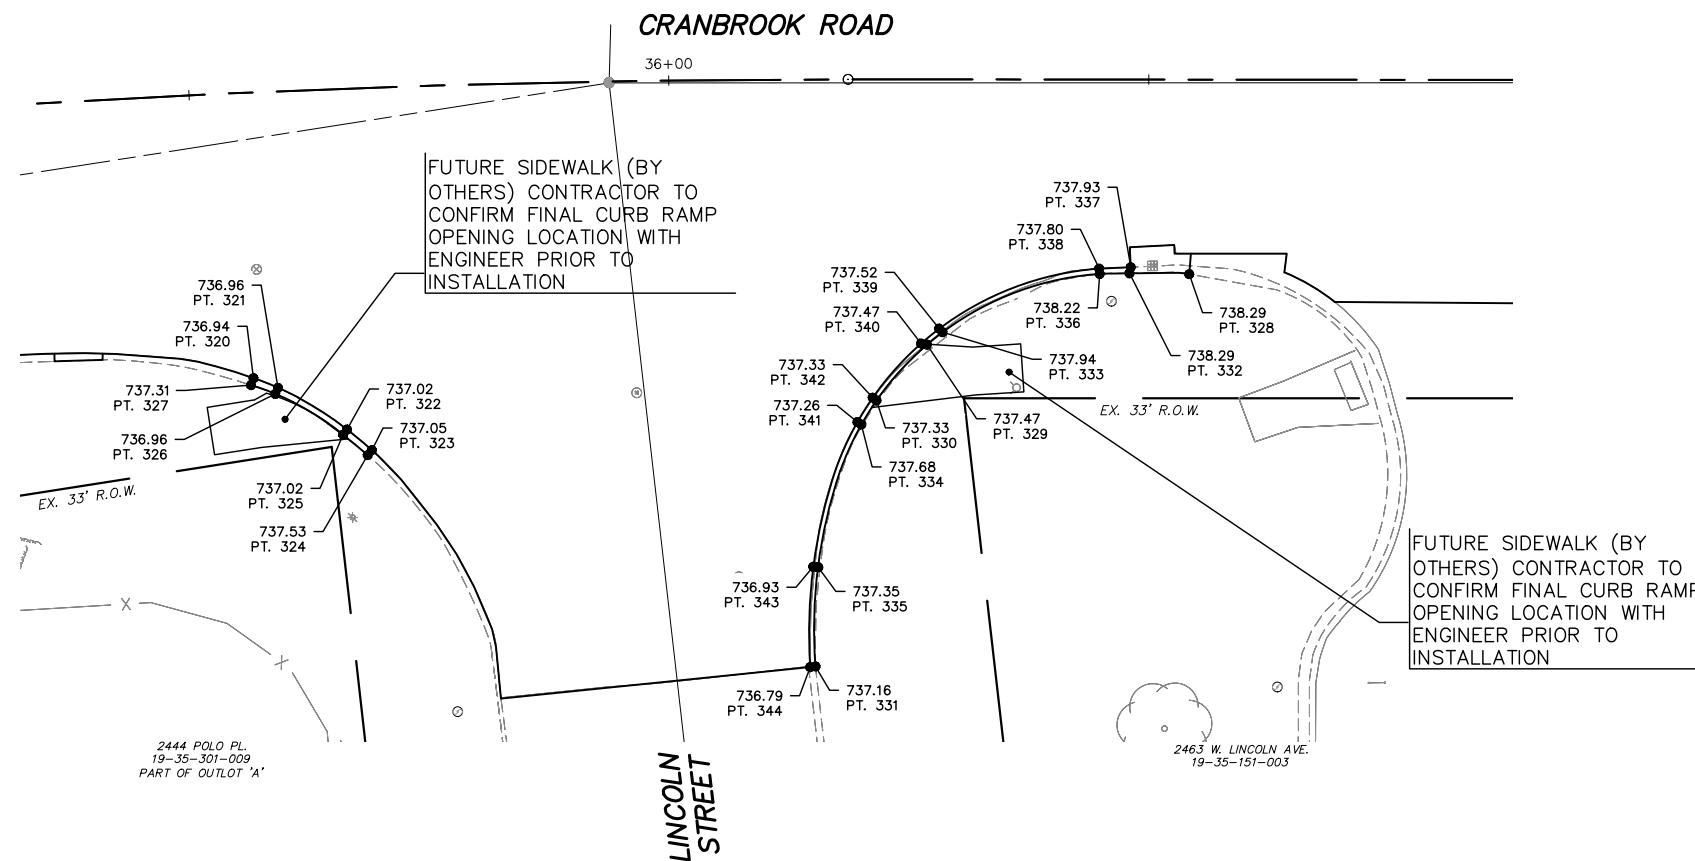 CRANBROOK ROAD
36+00
FUTURE SIDEWALK (BY
OTHERS) CONTRACTOR TO
CONFIRM FINAL CURB RAMP
OPENING LOCATION WITH
ENGINEER PRIOR TO
INSTALLATION
737.93
PT. 337
737.80
PT. 338
737.52
PT. 339
737.47
PT. 340
736.96
PT. 321
736.94
PT. 320
737.31
PT. 327
736.96
PT. 326
737.02
PT. 322
737.05
PT. 323
737.02
PT. 325
737.53
PT. 324
EX. 33' R.O.W.
738.22
PT. 336
738.29
PT. 328
738.29
PT. 332
737.94
PT. 333
737.33
PT. 342
737.26
PT. 341
737.47
PT. 329
737.33
PT. 330
737.68
PT. 334
EX. 33' R.O.W.
736.93
PT. 343
737.35
PT. 335
736.79
PT. 344
737.16
PT. 331
FUTURE SIDEWALK (BY
OTHERS) CONTRACTOR TO
CONFIRM FINAL CURB RAMP
OPENING LOCATION WITH
ENGINEER PRIOR TO
INSTALLATION
2444 POLO PL.
19-35-301-009
PART OF OUTLOT 'A'
2463 W. LINCOLN AVE.
19-35-151-003
LINCOLN
STREET